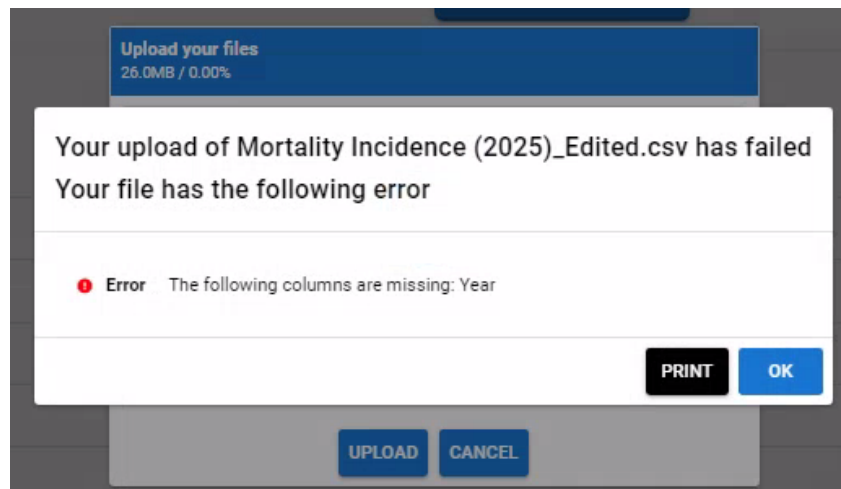 Upload your files
26.0MB / 0.00%
Your upload of Mortality Incidence (2025)_Edited.csv has failed
Your file has the following error
Error The following columns are missing: Year
PRINT OK
UPLOAD CANCEL